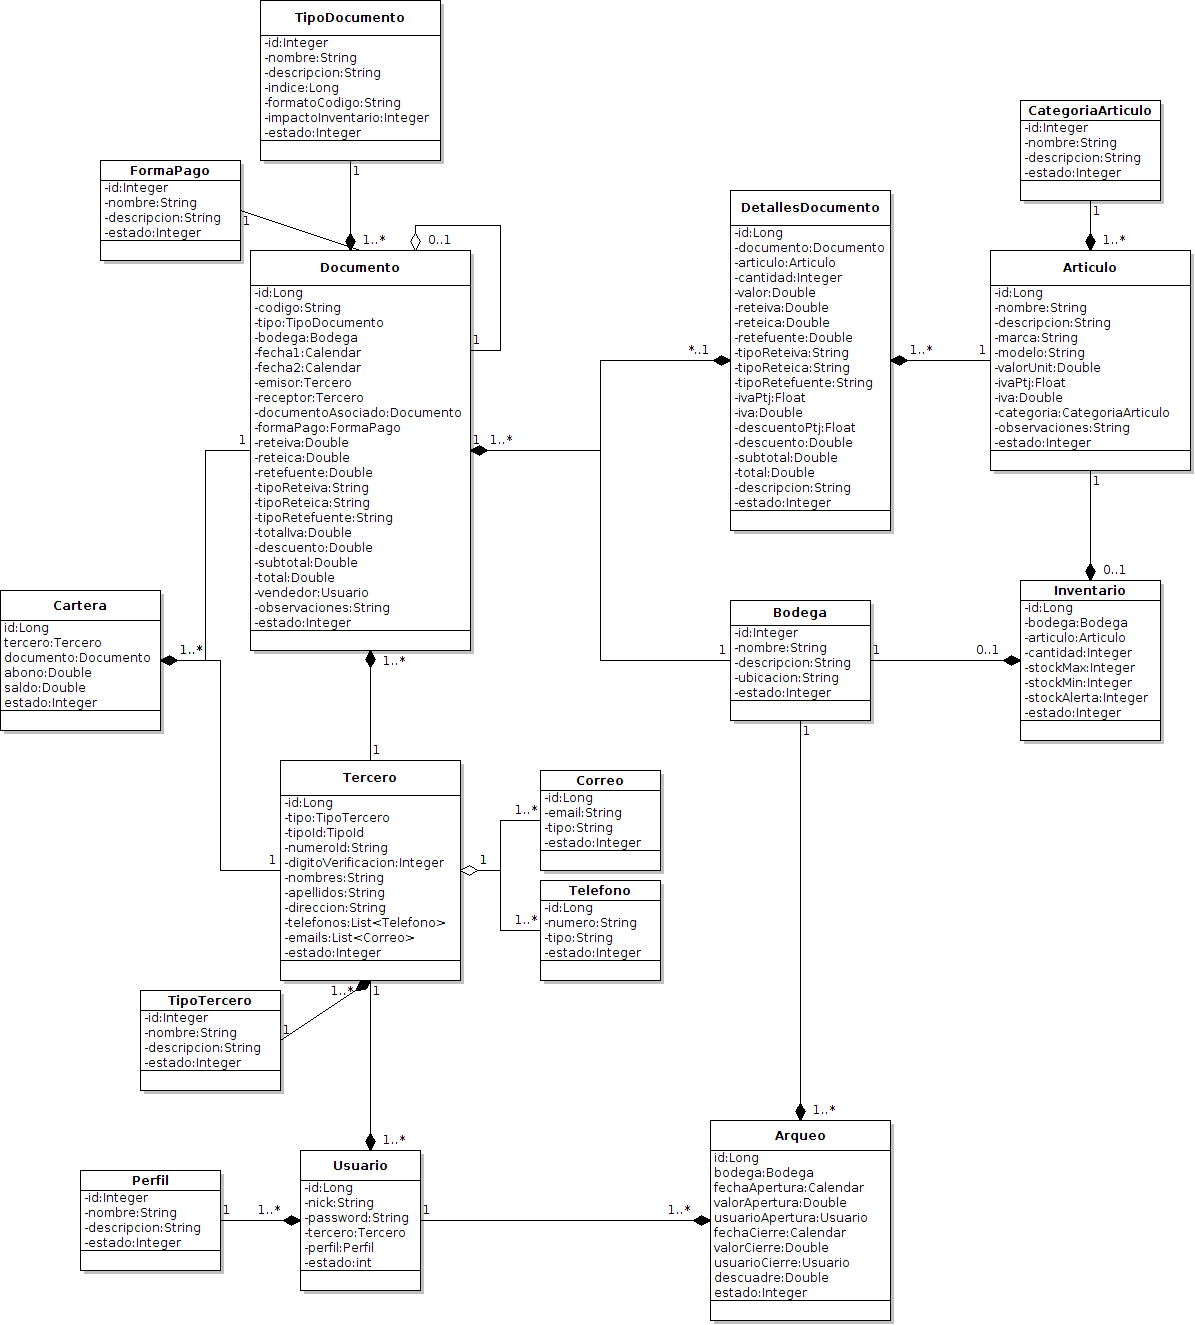 TipoDocumento
-id:Integer
-nombre:String
-descripcion:String
-indice:Long
-formatoCodigo:String
-impactoInventario:Integer
-estado:Integer
1
1..*
FormaPago
-id:Integer
-nombre:String
-descripcion:String
-estado:Integer
1
0..1
1
CategoriaArticulo
-id:Integer
-nombre:String
-descripcion:String
-estado:Integer
1
1..*
Documento
-id:Long
-codigo:String
-tipo:TipoDocumento
-bodega:Bodega
-fecha1:Calendar
-fecha2:Calendar
-emisor:Tercero
-receptor:Tercero
-documentoAsociado:Documento
-formaPago:FormaPago
-reteiva:Double
-reteica:Double
-retefuente:Double
-tipoReteiva:String
-tipoReteica:String
-tipoRetefuente:String
-totalIva:Double
-descuento:Double
-subtotal:Double
-total:Double
-vendedor:Usuario
-observaciones:String
-estado:Integer
1
1 1..*
1..*
1
DetallesDocumento
-id:Long
-documento:Documento
-articulo:Articulo
-cantidad:Integer
-valor:Double
-reteiva:Double
-reteica:Double
-retefuente:Double
-tipoReteiva:String
-tipoReteica:String
-tipoRetefuente:String
-ivaPtj:Float
-iva:Double
-descuentoPtj:Float
-descuento:Double
-subtotal:Double
-total:Double
-descripcion:String
-estado:Integer
*..1
1..*
1
Articulo
-id:Long
-nombre:String
-descripcion:String
-marca:String
-modelo:String
-valorUnit:Double
-ivaPtj:Float
-iva:Double
-categoria:CategoriaArticulo
-observaciones:String
-estado:Integer
1
0..1
Cartera
id:Long
tercero:Tercero
documento:Documento
abono:Double
saldo:Double
estado:Integer
1..*
1
Bodega
-id:Integer
-nombre:String
-descripcion:String
-ubicacion:String
-estado:Integer
1
1
0..1
1
Inventario
-id:Long
-bodega:Bodega
-articulo:Articulo
-cantidad:Integer
-stockMax:Integer
-stockMin:Integer
-stockAlerta:Integer
-estado:Integer
Tercero
-id:Long
-tipo:TipoTercero
-tipoId:TipoId
-numeroId:String
-digitoVerificacion:Integer
-nombres:String
-apellidos:String
-direccion:String
-telefonos:List<Telefono>
-emails:List<Correo>
-estado:Integer
1
1..*
1..*
Correo
-id:Long
-email:String
-tipo:String
-estado:Integer
Telefono
-id:Long
-numero:String
-tipo:String
-estado:Integer
1..*
1
TipoTercero
-id:Integer
-nombre:String
-descripcion:String
-estado:Integer
1
1..*
Perfil
-id:Integer
-nombre:String
-descripcion:String
-estado:Integer
1
1..*
Usuario
-id:Long
-nick:String
-password:String
-tercero:Tercero
-perfil:Perfil
-estado:int
1
1..*
1..*
Arqueo
id:Long
bodega:Bodega
fechaApertura:Calendar
valorApertura:Double
usuarioApertura:Usuario
fechaCierre:Calendar
valorCierre:Double
usuarioCierre:Usuario
descuadre:Double
estado:Integer